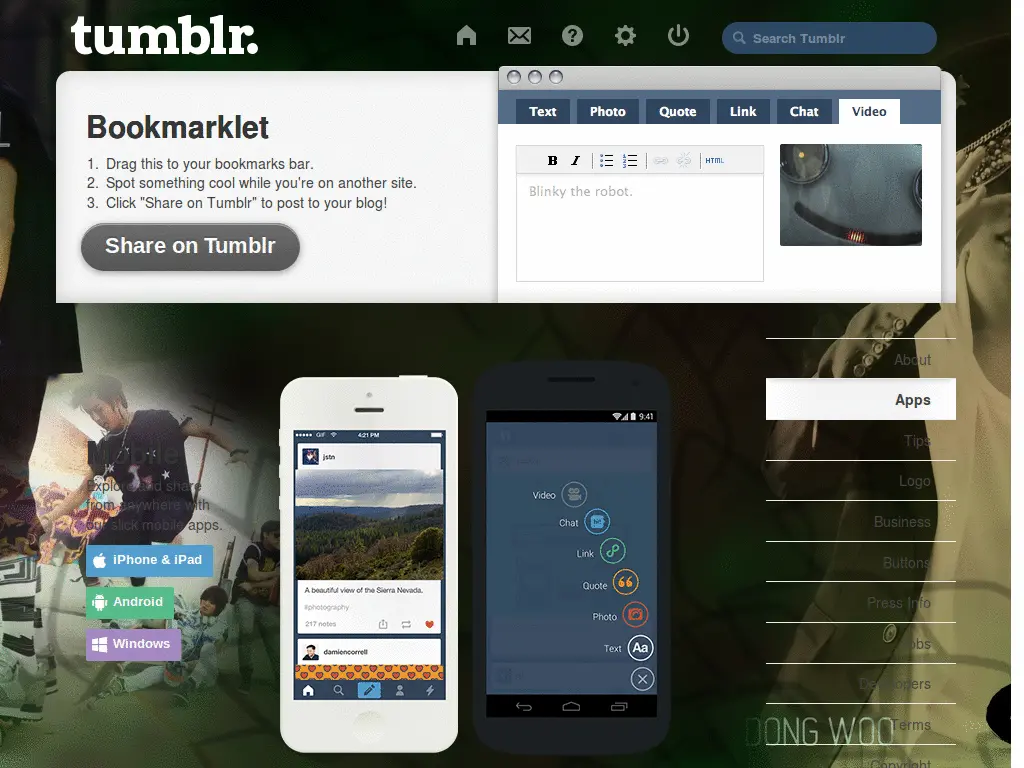 tumblr.
Search Tumblr
Bookmarklet
1. Drag this to your bookmarks bar.
2. Spot something cool while you're on another site.
3. Click "Share on Tumblr" to post to your blog!
Share on Tumblr
Text Photo Quote Link Chat Video
B I HTML
Blinky the robot.
About
Apps
Tips
Logo
Business
Buttons
Press Info
Jobs
Developers
Terms
Copyright
Mobile
Explore and share
from anywhere with
our slick mobile apps.
iPhone & iPad
Android
Windows
GIF 4:21 PM
jstn
A beautiful view of the Sierra Nevada.
#photography
217 notes
damiencorrell
9:41
Video
Chat
Link
Quote
Photo
Text Aa
DONG WOO